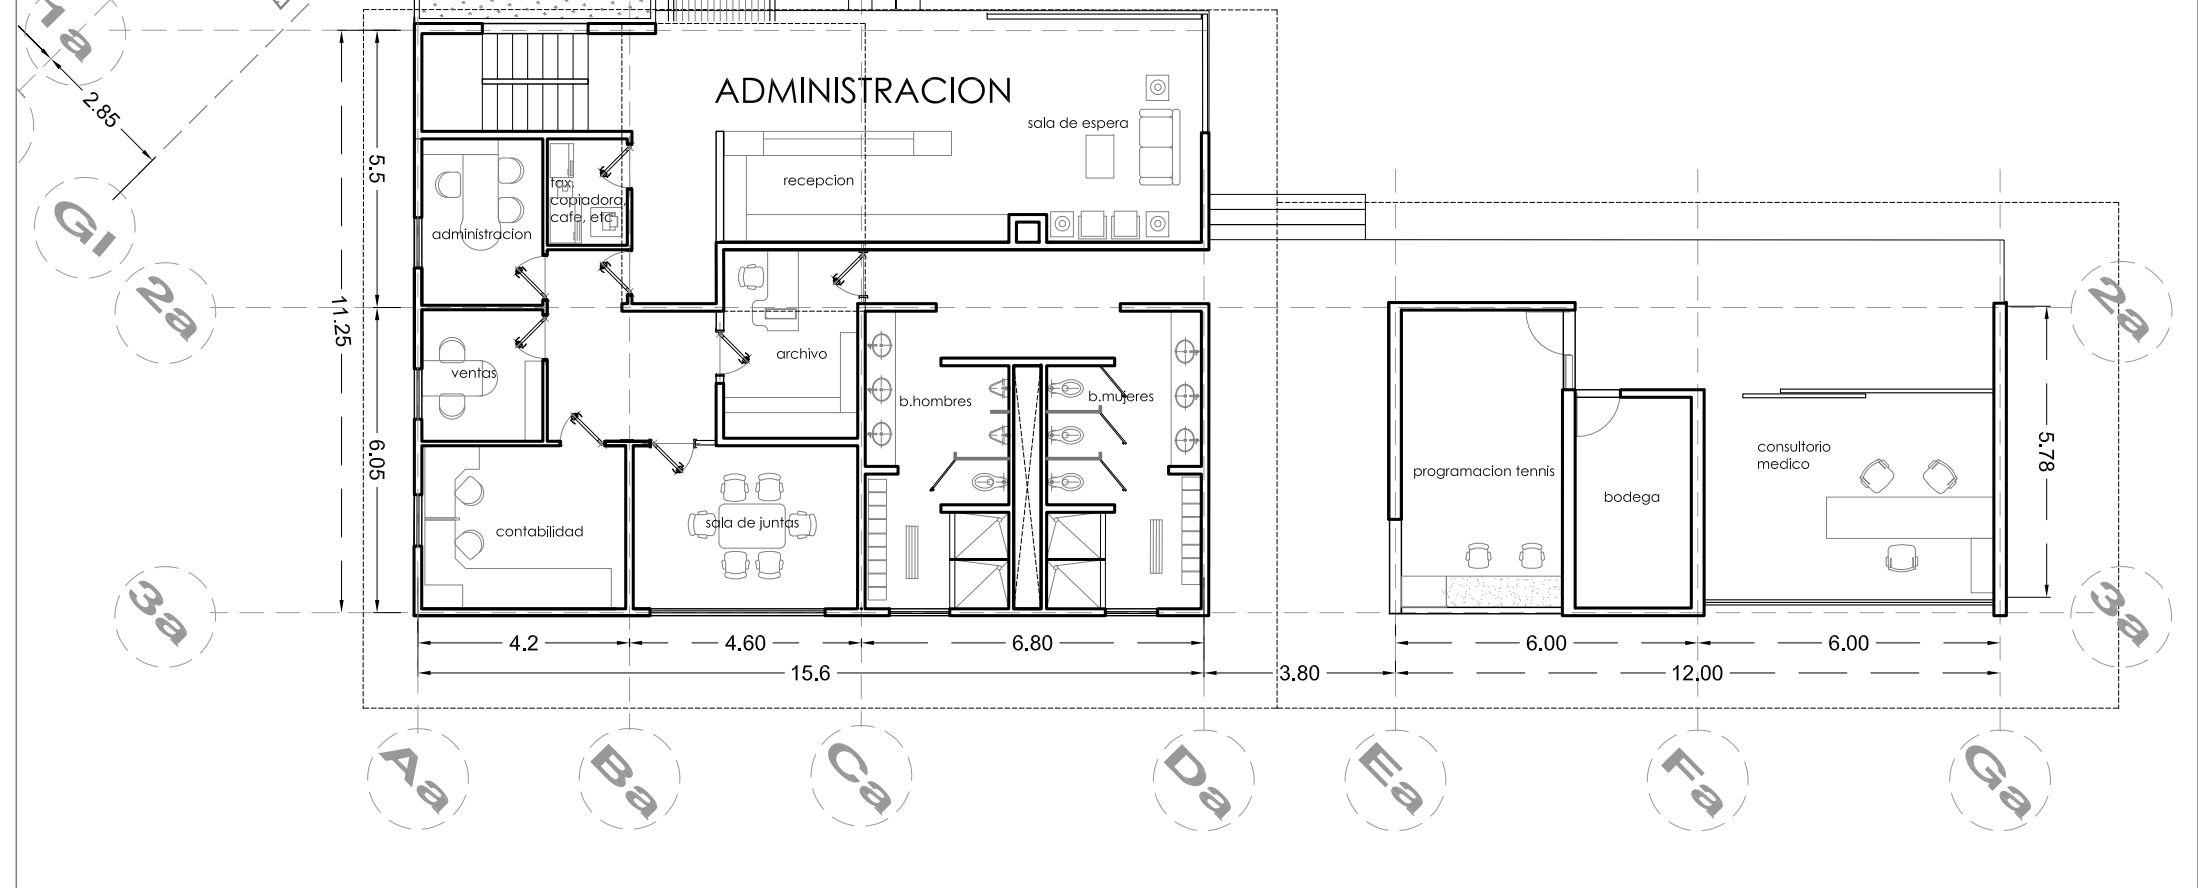 1a
2.85
GI
2a
3a
ADMINISTRACION
sala de espera
recepcion
fax,
copiadora,
cafe, etc
administracion
5.5
11.25
6.05
ventas
archivo
b.hombres
b.mujeres
contabilidad
sala de juntas
programacion tennis
bodega
consultorio
medico
5.78
2a
3a
4.2
4.60
6.80
6.00
6.00
15.6
3.80
12.00
Aa
Ba
Ca
Da
Ea
Fa
Ga